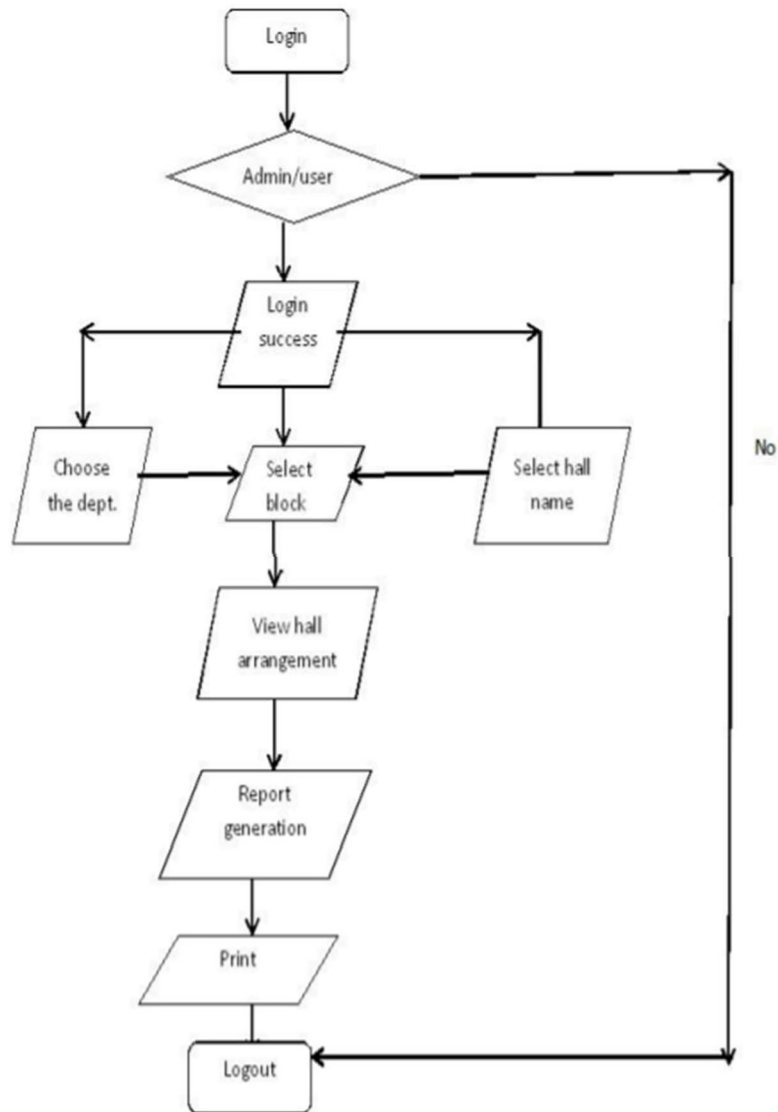 Login
Admin/user
Login
success
Choose
the dept.
Select
block
Select hall
name
No
View hall
arrangement
Report
generation
Print
Logout